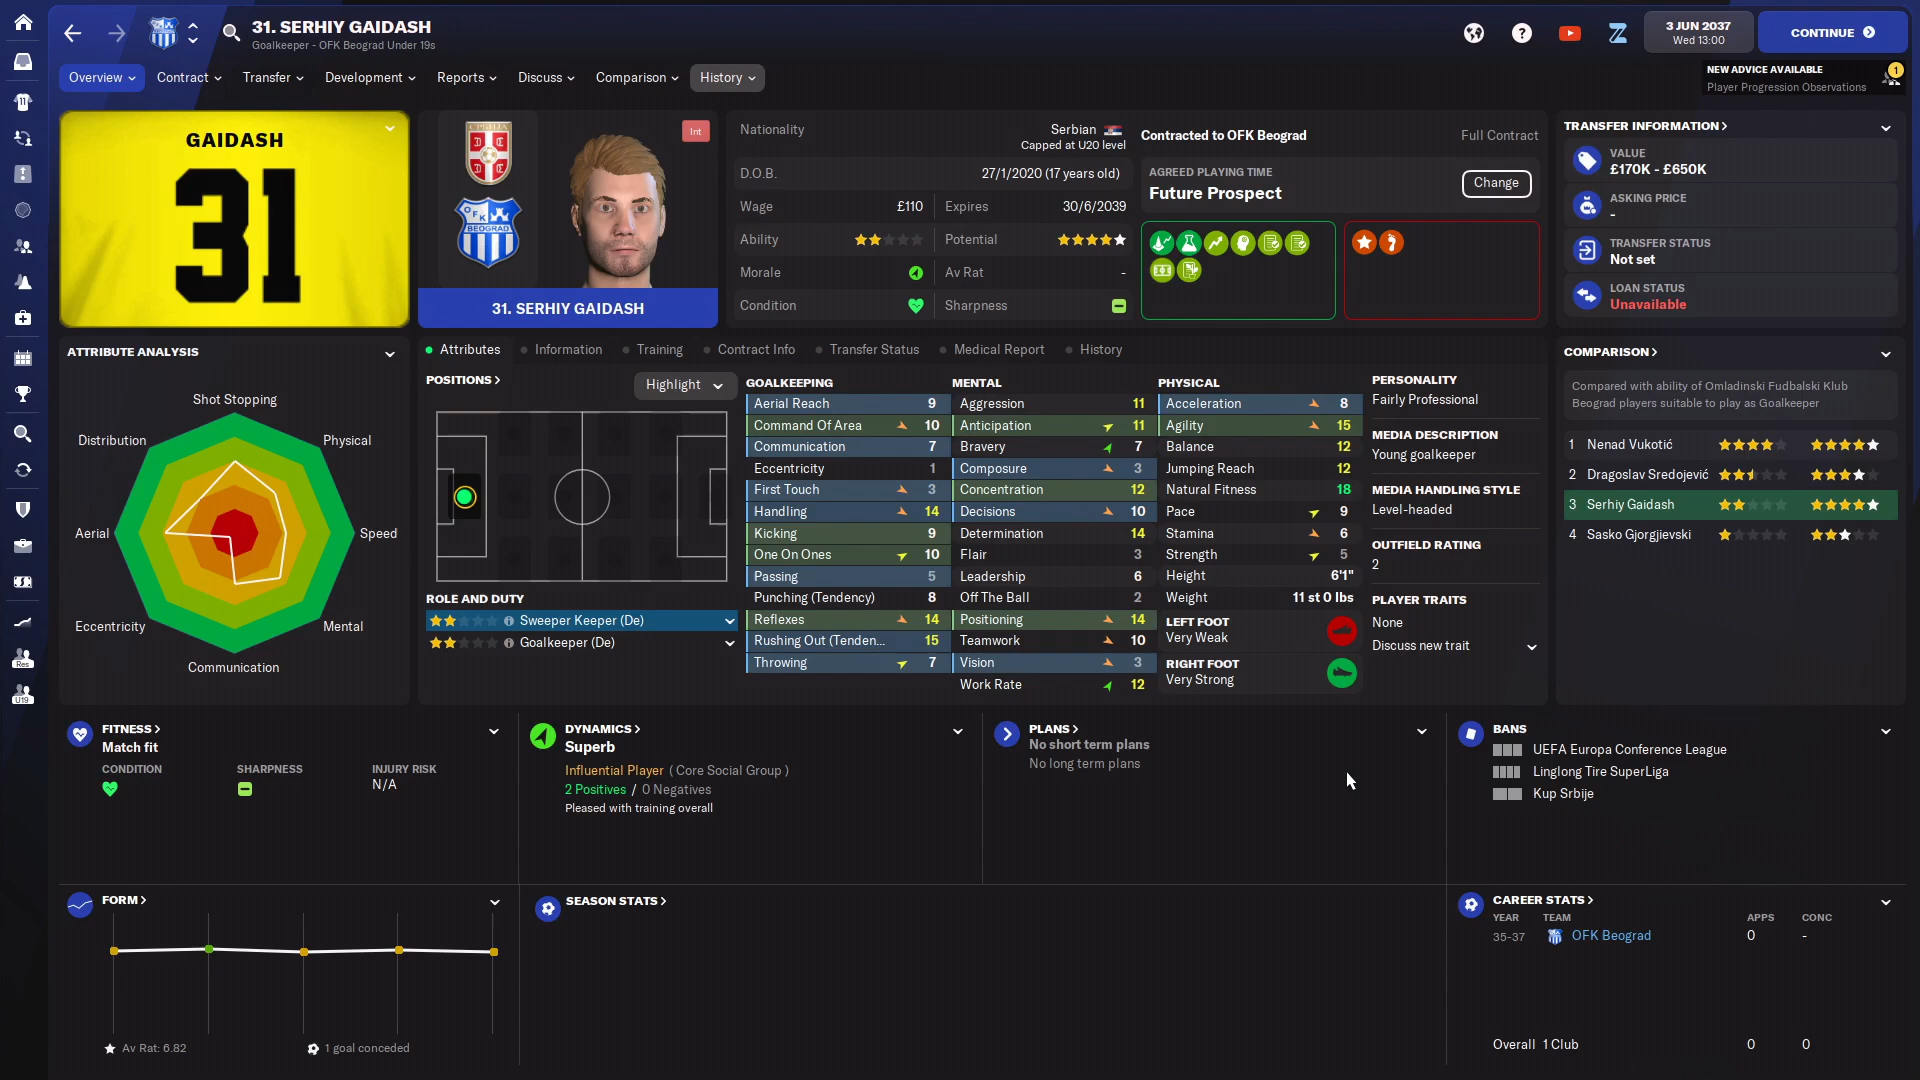 31. SERHIY GAIDASH
Goalkeeper - OFK Beograd Under 19s
3 JUN 2037
Wed 13:00
CONTINUE
Overview
Contract
Transfer
Development
Reports
Discuss
Comparison
History
NEW ADVICE AVAILABLE
Player Progression Observations
1
GAIDASH
31
Int
OFK
BEOGRAD
31. SERHIY GAIDASH
Nationality
Serbian
Capped at U20 level
D.O.B.
27/1/2020 (17 years old)
Wage £110
Expires 30/6/2039
Ability
Potential
Morale
Av Rat -
Condition
Sharpness
Contracted to OFK Beograd
Full Contract
AGREED PLAYING TIME
Future Prospect
Change
TRANSFER INFORMATION >
VALUE
£170K - £650K
ASKING PRICE
-
TRANSFER STATUS
Not set
LOAN STATUS
Unavailable
ATTRIBUTE ANALYSIS
Shot Stopping
Physical
Speed
Mental
Communication
Eccentricity
Aerial
Distribution
Attributes
Information
Training
Contract Info
Transfer Status
Medical Report
History
POSITIONS >
Highlight
ROLE AND DUTY
Sweeper Keeper (De)
Goalkeeper (De)
GOALKEEPING
Aerial Reach 9
Command Of Area 10
Communication 7
Eccentricity 1
First Touch 3
Handling 14
Kicking 9
One On Ones 10
Passing 5
Punching (Tendency) 8
Reflexes 14
Rushing Out (Tenden... 15
Throwing 7
MENTAL
Aggression 11
Anticipation 11
Bravery 7
Composure 3
Concentration 12
Decisions 10
Determination 14
Flair 3
Leadership 6
Off The Ball 2
Positioning 14
Teamwork 10
Vision 3
Work Rate 12
PHYSICAL
Acceleration 8
Agility 15
Balance 12
Jumping Reach 12
Natural Fitness 18
Pace 9
Stamina 6
Strength 5
Height 6'1"
Weight 11 st 0 lbs
LEFT FOOT
Very Weak
RIGHT FOOT
Very Strong
PERSONALITY
Fairly Professional
MEDIA DESCRIPTION
Young goalkeeper
MEDIA HANDLING STYLE
Level-headed
OUTFIELD RATING
2
PLAYER TRAITS
None
Discuss new trait
COMPARISON >
Compared with ability of Omladinski Fudbalski Klub
Beograd players suitable to play as Goalkeeper
1 Nenad Vukotić
2 Dragoslav Sredojević
3 Serhiy Gaidash
4 Sasko Gjorgjievski
Res
U19
FITNESS >
Match fit
CONDITION
SHARPNESS
INJURY RISK
N/A
DYNAMICS >
Superb
Influential Player ( Core Social Group )
2 Positives / 0 Negatives
Pleased with training overall
PLANS >
No short term plans
No long term plans
BANS
UEFA Europa Conference League
Linglong Tire SuperLiga
Kup Srbije
FORM >
Av Rat: 6.82
1 goal conceded
SEASON STATS >
CAREER STATS >
YEAR TEAM APPS CONC
35-37 OFK Beograd 0 -
Overall 1 Club 0 0